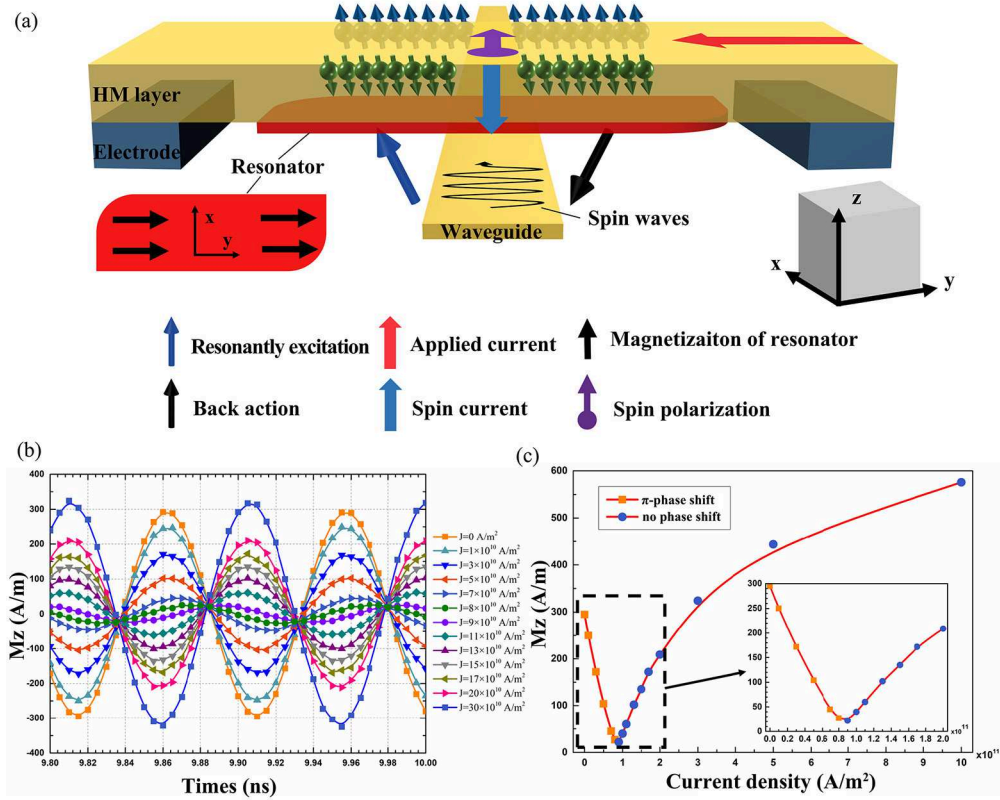 (a)
HM layer
Electrode
Resonator
x
y
Spin waves
Waveguide
z
x
y
Resonantly excitation
Applied current
Magnetizaiton of resonator
Back action
Spin current
Spin polarization
(b)
Mz (A/m)
400
300
200
100
0
-100
-200
-300
-400
9.80 9.82 9.84 9.86 9.88 9.90 9.92 9.94 9.96 9.98 10.00
Times (ns)
J=0 A/m²
J=1×10¹⁰ A/m²
J=3×10¹⁰ A/m²
J=5×10¹⁰ A/m²
J=7×10¹⁰ A/m²
J=8×10¹⁰ A/m²
J=9×10¹⁰ A/m²
J=11×10¹⁰ A/m²
J=13×10¹⁰ A/m²
J=15×10¹⁰ A/m²
J=17×10¹⁰ A/m²
J=20×10¹⁰ A/m²
J=30×10¹⁰ A/m²
(c)
Mz (A/m)
600
500
400
300
200
100
0
π-phase shift
no phase shift
300
250
200
150
100
50
0
0.0 0.2 0.4 0.6 0.8 1.0 1.2 1.4 1.6 1.8 2.0
×10¹¹
0 1 2 3 4 5 6 7 8 9 10
×10¹¹
Current density (A/m²)